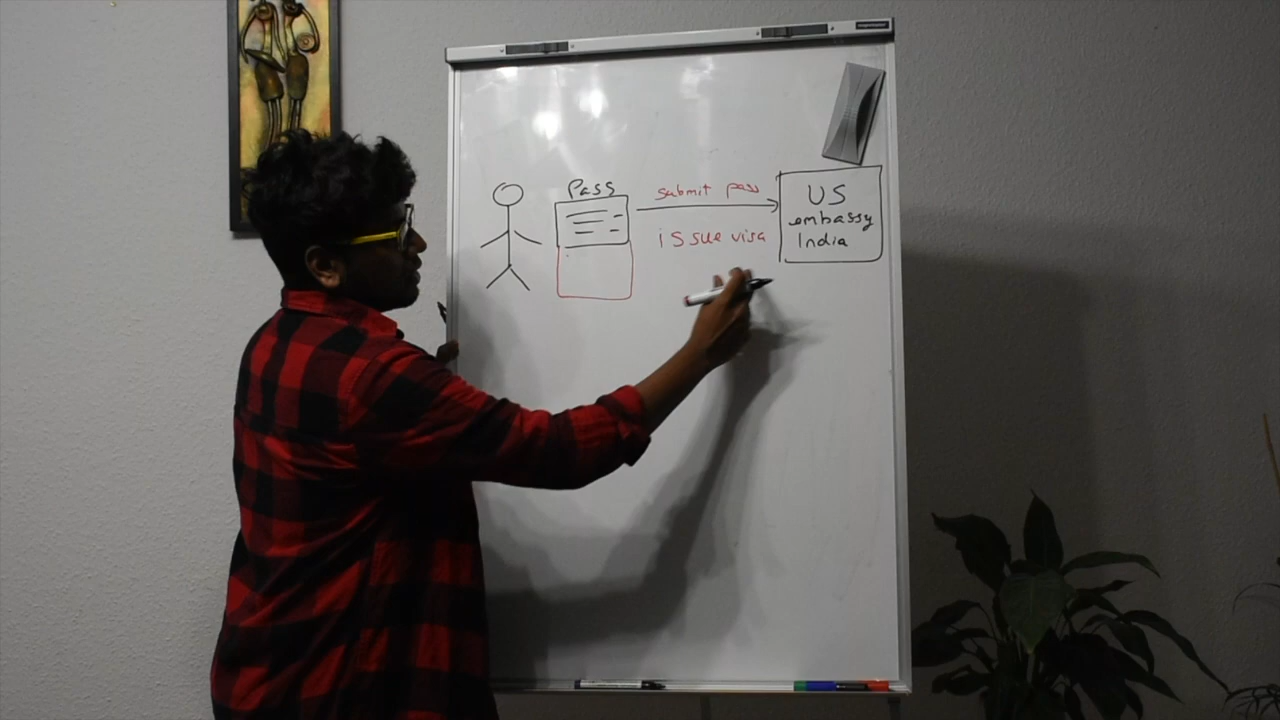 Pass
submit pass
issue visa
US
embassy
India